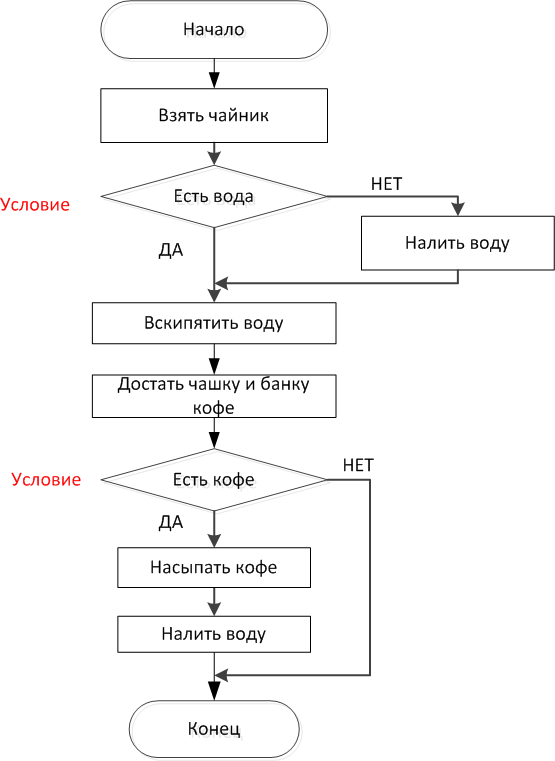 Начало
Взять чайник
Есть вода
НЕТ
Условие
Налить воду
ДА
Вскипятить воду
Достать чашку и банку
кофе
Есть кофе
НЕТ
Условие
ДА
Насыпать кофе
Налить воду
Конец